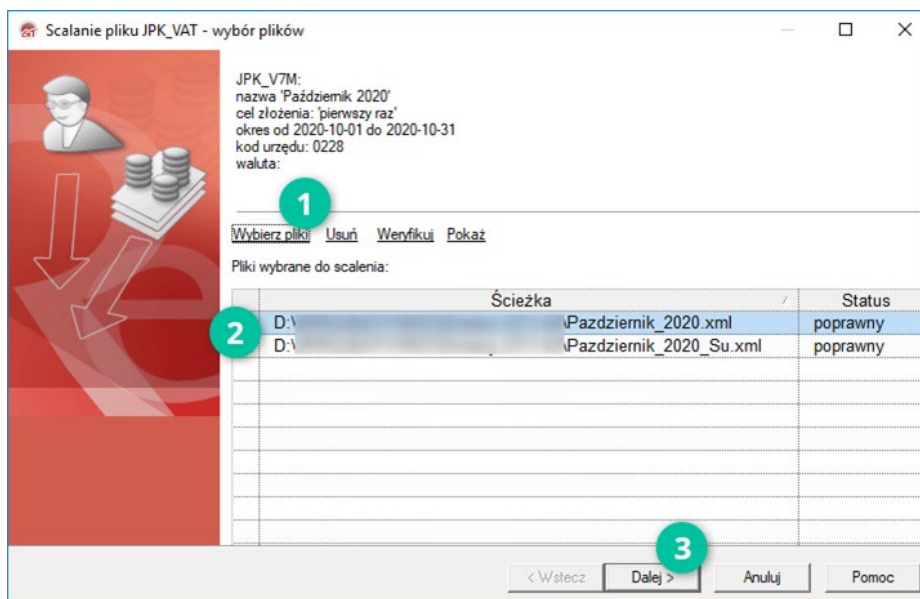 Scalanie pliku JPK_VAT - wybór plików
JPK_V7M:
nazwa 'Październik 2020'
cel złożenia: 'pierwszy raz'
okres od 2020-10-01 do 2020-10-31
kod urzędu: 0228
waluta:
1
Wybierz pliki Usuń Weryfikuj Pokaż
Pliki wybrane do scalenia:
Ścieżka Status
2
D:\ \Pazdziernik_2020.xml poprawny
D:\ \Pazdziernik_2020_Su.xml poprawny
3
< Wstecz Dalej > Anuluj Pomoc